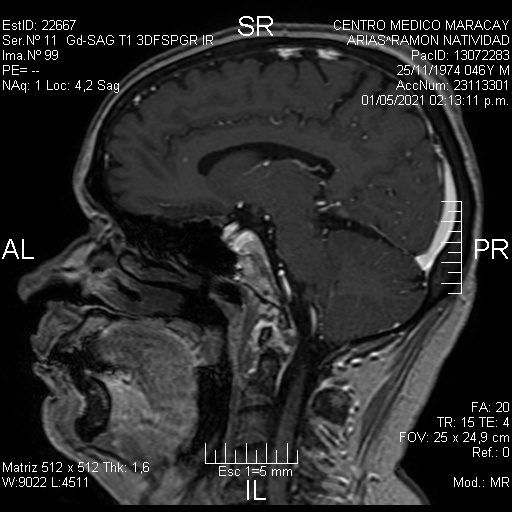 EstID: 22667
Ser.Nº 11 Gd-SAG T1 3DFSPGR IR
Ima.Nº 99
PE= --
NAq: 1 Loc: 4,2 Sag
SR
CENTRO MEDICO MARACAY
ARIAS^RAMON NATIVIDAD
PacID: 13072283
25/11/1974 046Y M
AccNum: 23113301
01/05/2021 02:13:11 p.m.
AL
PR
FA: 20
TR: 15 TE: 4
FOV: 25 x 24,9 cm
Ref.: 0
Matriz 512 x 512 Thk: 1,6
W:9022 L:4511
Esc 1=5 mm
IL
Mod.: MR